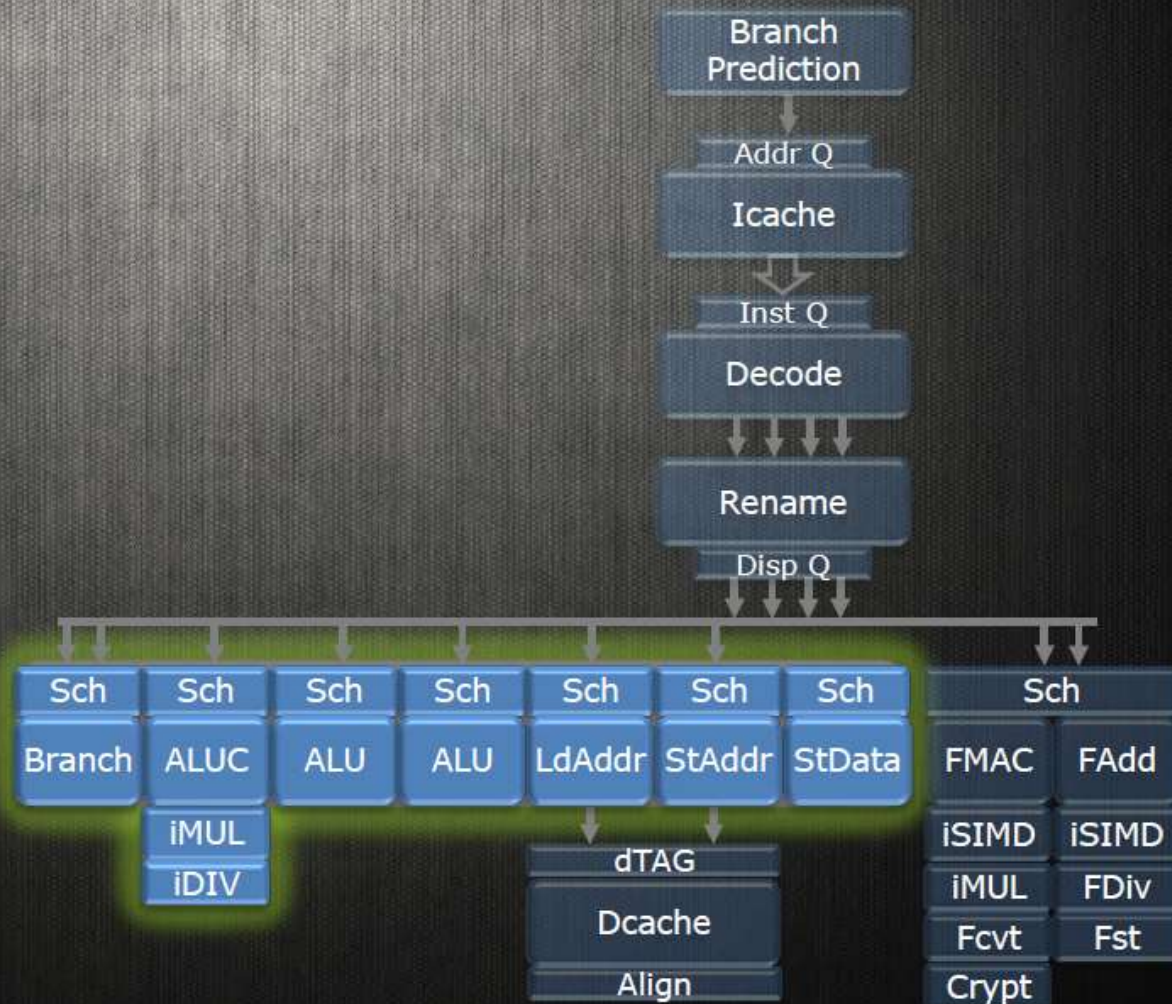 Branch
Prediction
Addr Q
Icache
Inst Q
Decode
Rename
Disp Q
Sch Sch Sch Sch Sch Sch Sch Sch
Branch ALUC ALU ALU LdAddr StAddr StData FMAC FAdd
iMUL iSIMD iSIMD
dTAG
iDIV iMUL FDiv
Dcache Fcvt Fst
Align Crypt